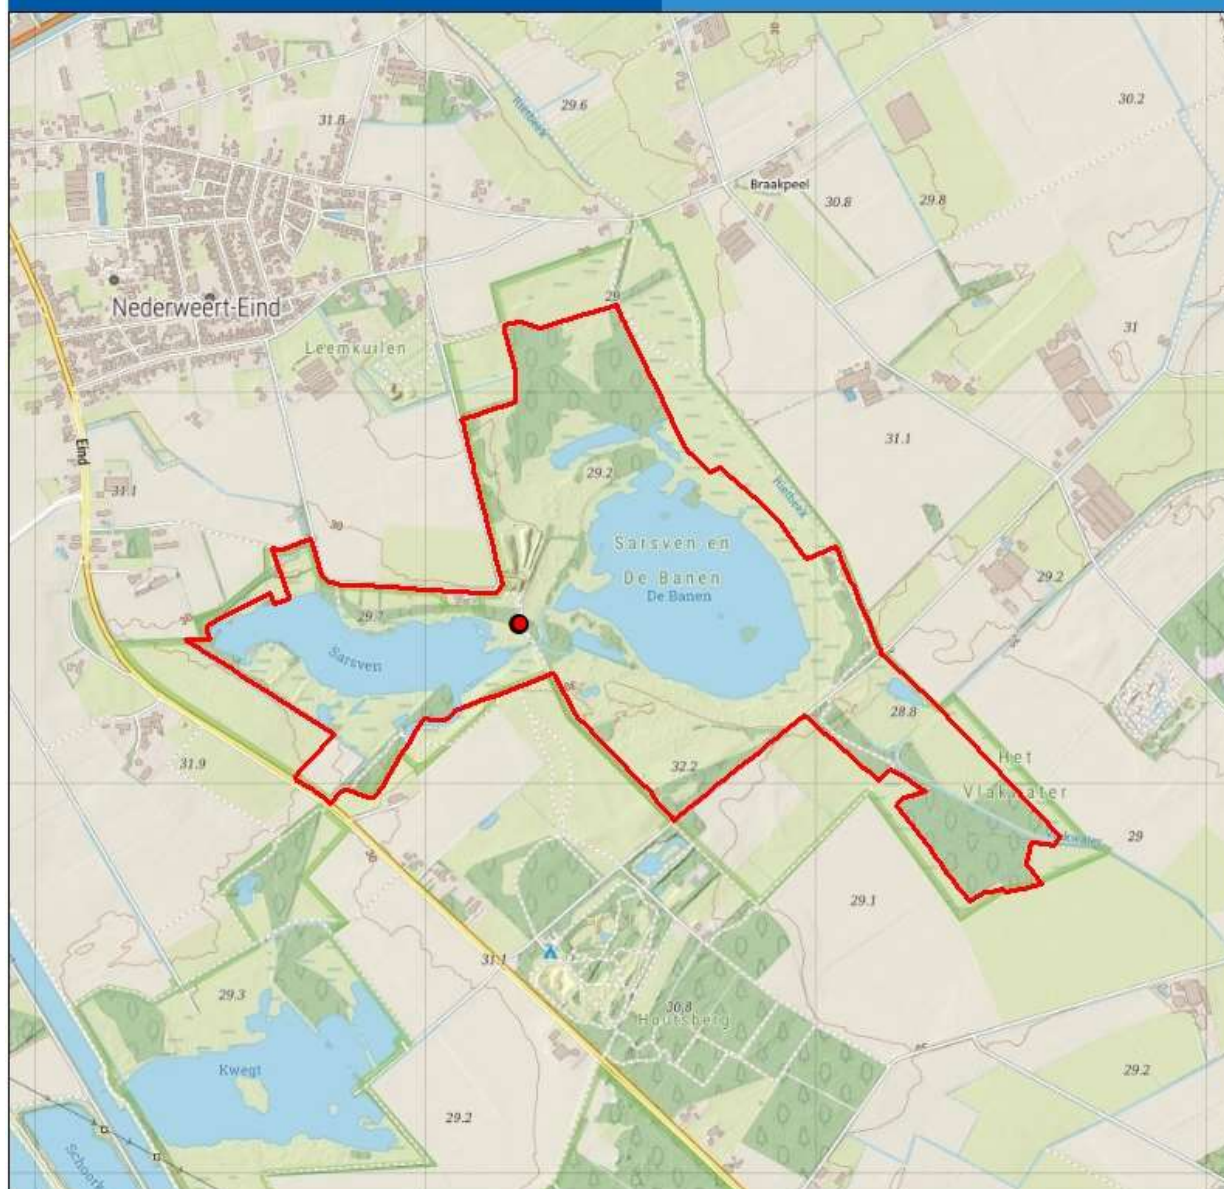 29.6
30.2
Rietbeek
31.8
Braakpeel
30.8
29.8
29
Nederweert-Eind
31
Leemkuilen
Eind
31.1
29.2
31.1
Rietbeek
30
Sarsven en
De Banen
De Banen
29.2
29.7
Sarsven
28.8
31.9
32.2
Het
Vlakwater
29
30
29.1
31.1
29.3
30.8
Houtsberg
Kwegt
29.2
29.2